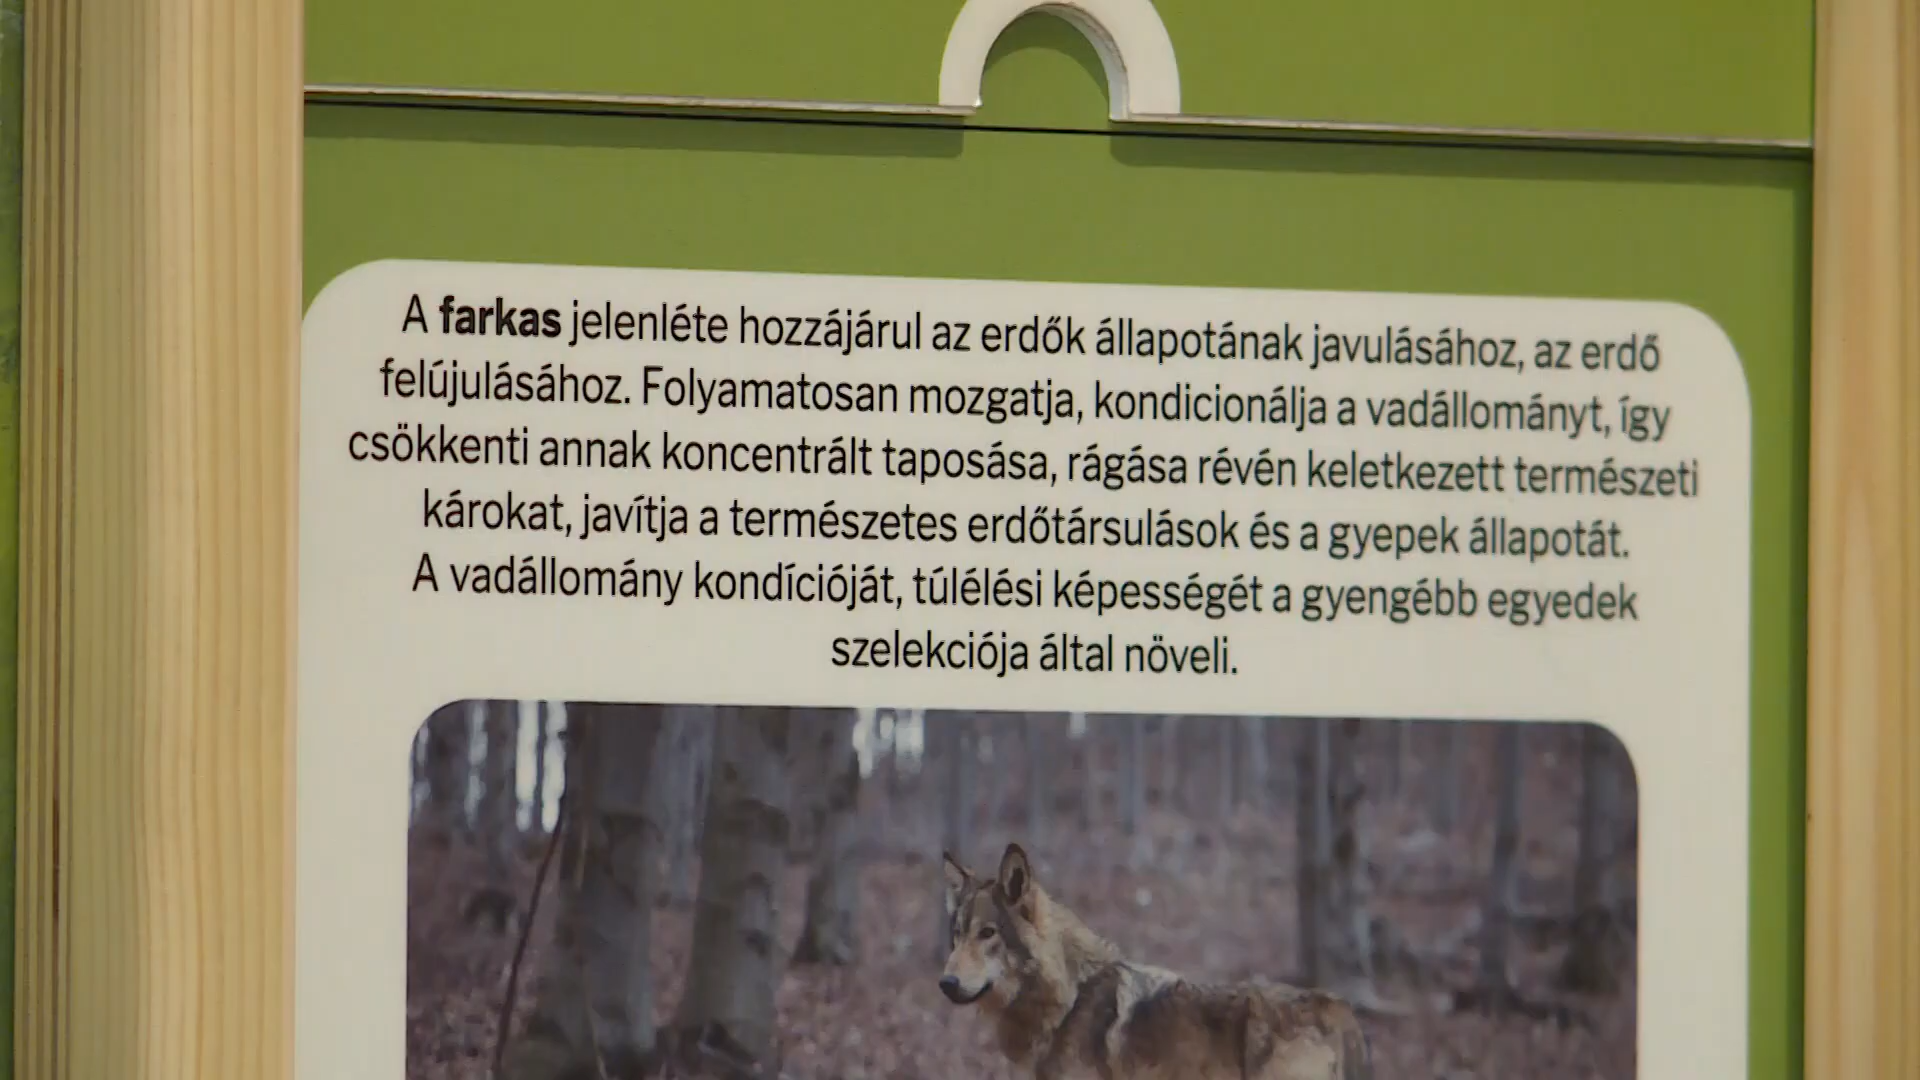 A farkas jelenléte hozzájárul az erdők állapotának javulásához, az erdő
felújulásához. Folyamatosan mozgatja, kondicionálja a vadállományt, így
csökkenti annak koncentrált taposása, rágása révén keletkezett természeti
károkat, javítja a természetes erdőtársulások és a gyepek állapotát.
A vadállomány kondícióját, túlélési képességét a gyengébb egyedek
szelekciója által növeli.